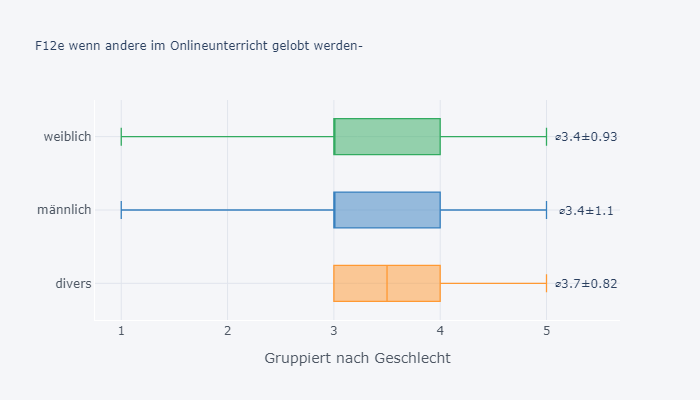 F12e wenn andere im Onlineunterricht gelobt werden-
weiblich
⌀3.4±0.93
männlich
⌀3.4±1.1
divers
⌀3.7±0.82
1 2 3 4 5
Gruppiert nach Geschlecht